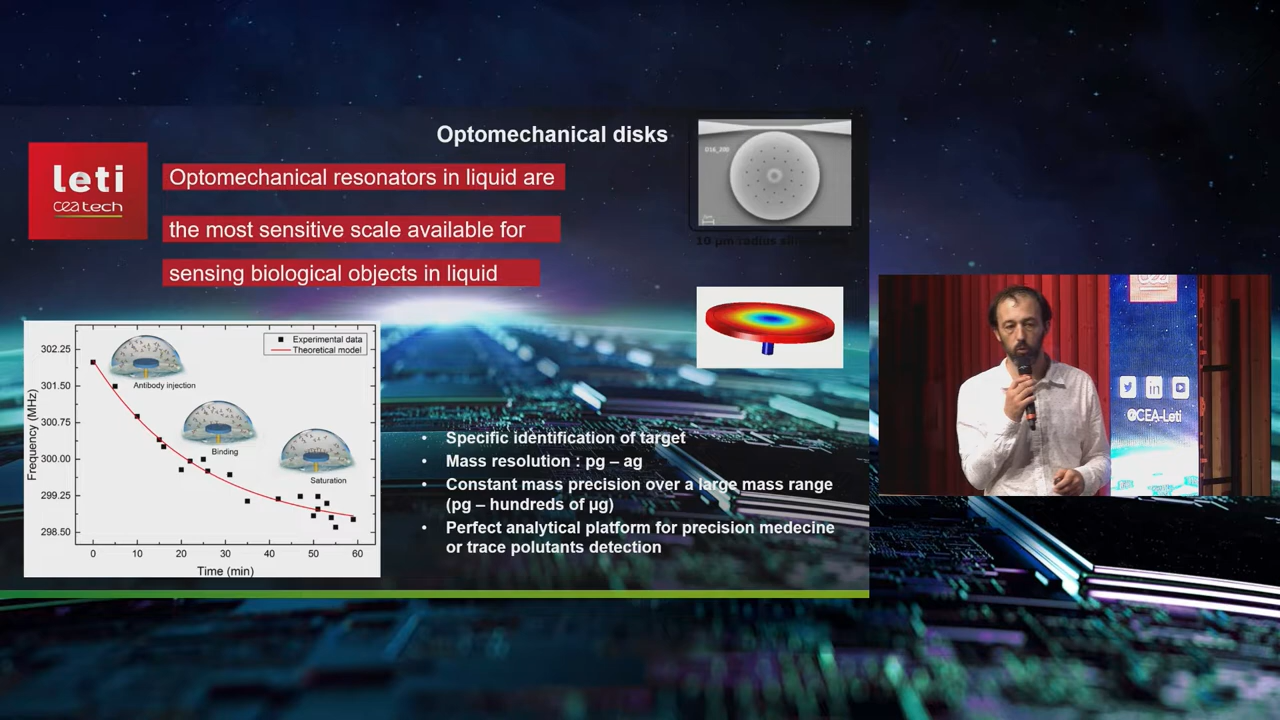 Optomechanical disks
leti
cea tech
Optomechanical resonators in liquid are
the most sensitive scale available for
sensing biological objects in liquid
10 µm radius
Experimental data
Theoretical model
Antibody injection
Binding
Saturation
Frequency (MHz)
302.25
301.50
300.75
300.00
299.25
298.50
0 10 20 30 40 50 60
Time (min)
• Specific identification of target
• Mass resolution : pg – ag
• Constant mass precision over a large mass range
(pg – hundreds of µg)
• Perfect analytical platform for precision medecine
or trace polutants detection
cea
in
@CEA-Leti